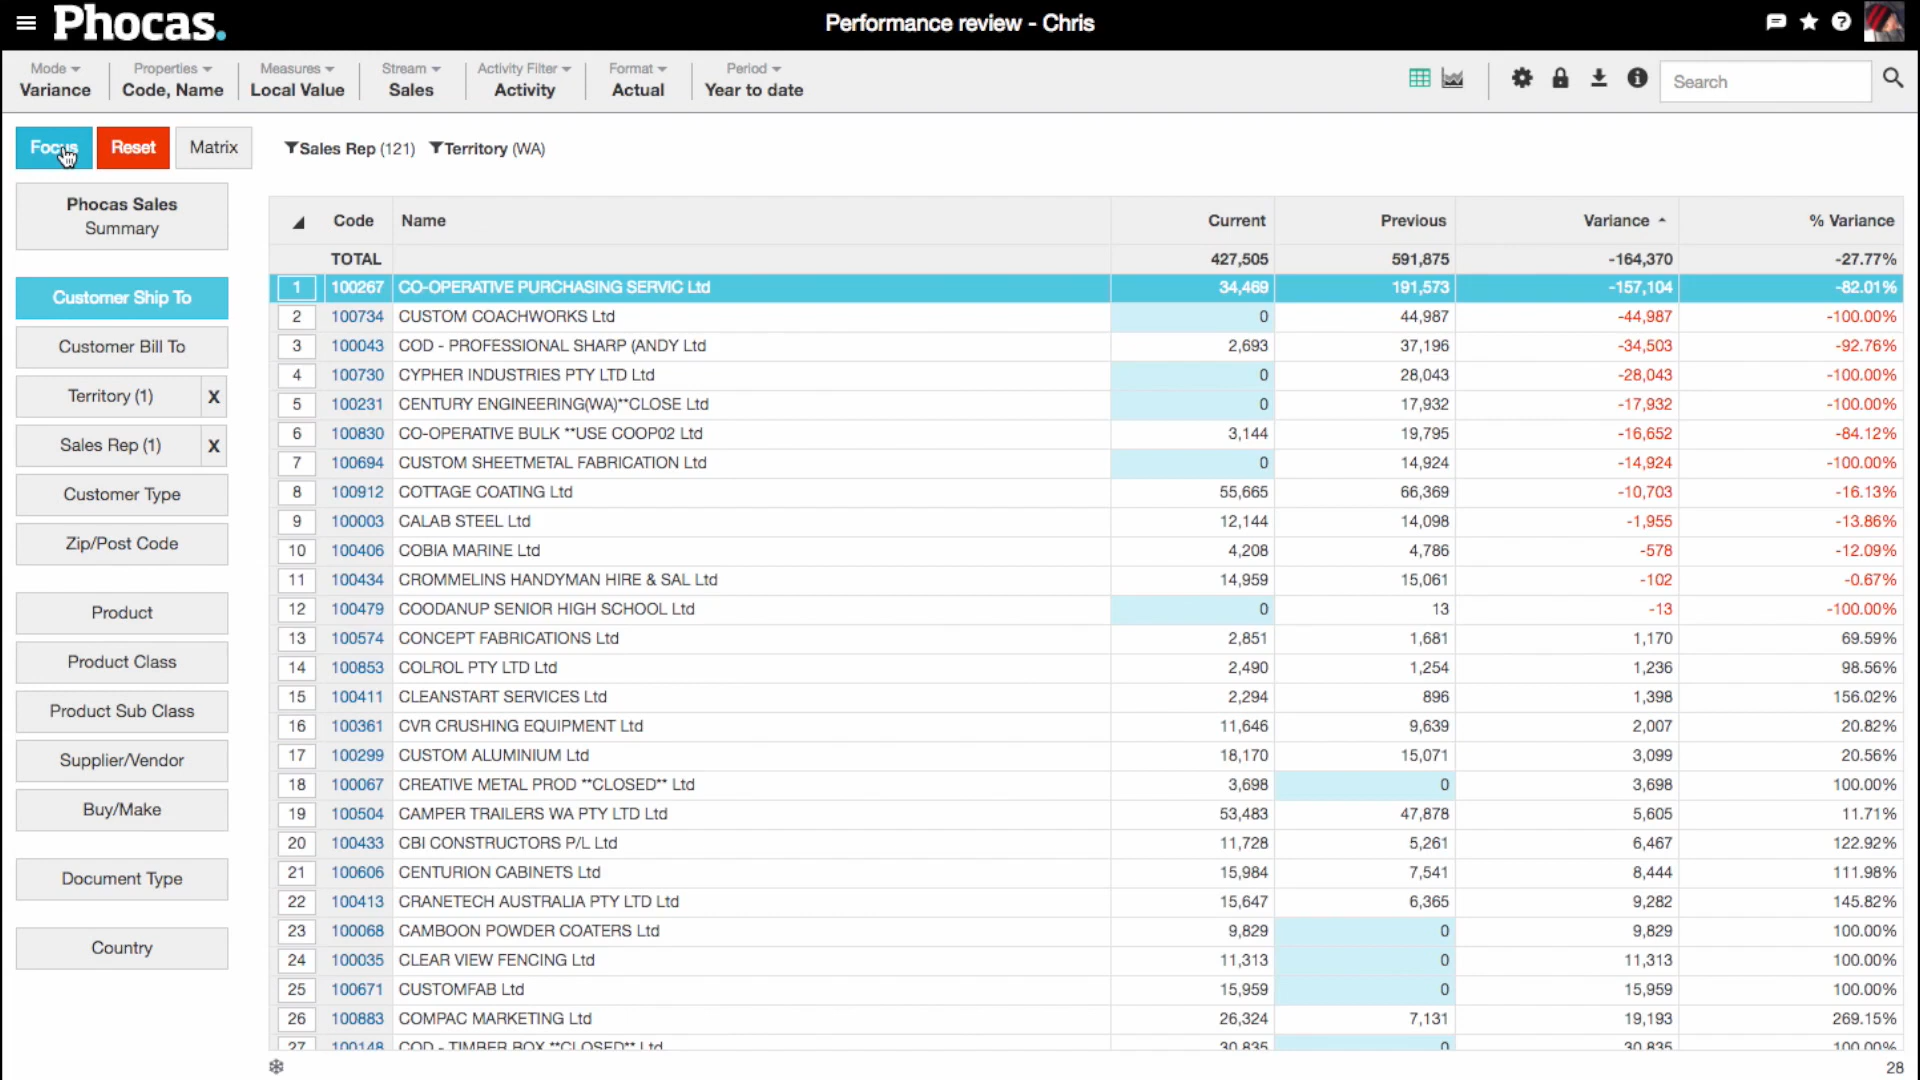 Phocas.
Performance review - Chris
Mode Properties Measures Stream Activity Filter Format Period
Variance Code, Name Local Value Sales Activity Actual Year to date
Search
Focus Reset Matrix Sales Rep (121) Territory (WA)
Phocas Sales
Summary
Customer Ship To
Customer Bill To
Territory (1) X
Sales Rep (1) X
Customer Type
Zip/Post Code
Product
Product Class
Product Sub Class
Supplier/Vendor
Buy/Make
Document Type
Country
Code Name Current Previous Variance % Variance
TOTAL 427,505 591,875 -164,370 -27.77%
1 100267 CO-OPERATIVE PURCHASING SERVIC Ltd 34,469 191,573 -157,104 -82.01%
2 100734 CUSTOM COACHWORKS Ltd 0 44,987 -44,987 -100.00%
3 100043 COD - PROFESSIONAL SHARP (ANDY Ltd 2,693 37,196 -34,503 -92.76%
4 100730 CYPHER INDUSTRIES PTY LTD Ltd 0 28,043 -28,043 -100.00%
5 100231 CENTURY ENGINEERING(WA)**CLOSE Ltd 0 17,932 -17,932 -100.00%
6 100830 CO-OPERATIVE BULK **USE COOP02 Ltd 3,144 19,795 -16,652 -84.12%
7 100694 CUSTOM SHEETMETAL FABRICATION Ltd 0 14,924 -14,924 -100.00%
8 100912 COTTAGE COATING Ltd 55,665 66,369 -10,703 -16.13%
9 100003 CALAB STEEL Ltd 12,144 14,098 -1,955 -13.86%
10 100406 COBIA MARINE Ltd 4,208 4,786 -578 -12.09%
11 100434 CROMMELINS HANDYMAN HIRE & SAL Ltd 14,959 15,061 -102 -0.67%
12 100479 COODANUP SENIOR HIGH SCHOOL Ltd 0 13 -13 -100.00%
13 100574 CONCEPT FABRICATIONS Ltd 2,851 1,681 1,170 69.59%
14 100853 COLROL PTY LTD Ltd 2,490 1,254 1,236 98.56%
15 100411 CLEANSTART SERVICES Ltd 2,294 896 1,398 156.02%
16 100361 CVR CRUSHING EQUIPMENT Ltd 11,646 9,639 2,007 20.82%
17 100299 CUSTOM ALUMINIUM Ltd 18,170 15,071 3,099 20.56%
18 100067 CREATIVE METAL PROD **CLOSED** Ltd 3,698 0 3,698 100.00%
19 100504 CAMPER TRAILERS WA PTY LTD Ltd 53,483 47,878 5,605 11.71%
20 100433 CBI CONSTRUCTORS P/L Ltd 11,728 5,261 6,467 122.92%
21 100606 CENTURION CABINETS Ltd 15,984 7,541 8,444 111.98%
22 100413 CRANETECH AUSTRALIA PTY LTD Ltd 15,647 6,365 9,282 145.82%
23 100068 CAMBOON POWDER COATERS Ltd 9,829 0 9,829 100.00%
24 100035 CLEAR VIEW FENCING Ltd 11,313 0 11,313 100.00%
25 100671 CUSTOMFAB Ltd 15,959 0 15,959 100.00%
26 100883 COMPAC MARKETING Ltd 26,324 7,131 19,193 269.15%
27 100148 COD - TIMBER BOX **CLOSED** Ltd 30,835 0 30,835 100.00%
28